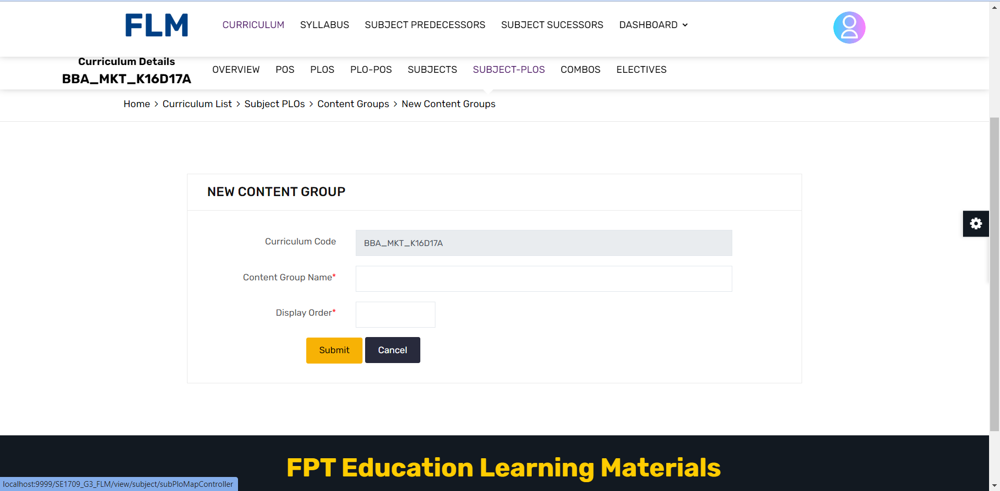 FLM
CURRICULUM SYLLABUS SUBJECT PREDECESSORS SUBJECT SUCESSORS DASHBOARD
Curriculum Details
BBA_MKT_K16D17A
OVERVIEW POS PLOS PLO-POS SUBJECTS SUBJECT-PLOS COMBOS ELECTIVES
Home > Curriculum List > Subject PLOs > Content Groups > New Content Groups
NEW CONTENT GROUP
Curriculum Code BBA_MKT_K16D17A
Content Group Name*
Display Order*
Submit Cancel
FPT Education Learning Materials
localhost:9999/SE1709_G3_FLM/view/subject/subPloMapController